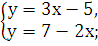 y = 3x − 5,
y = 7 − 2x;